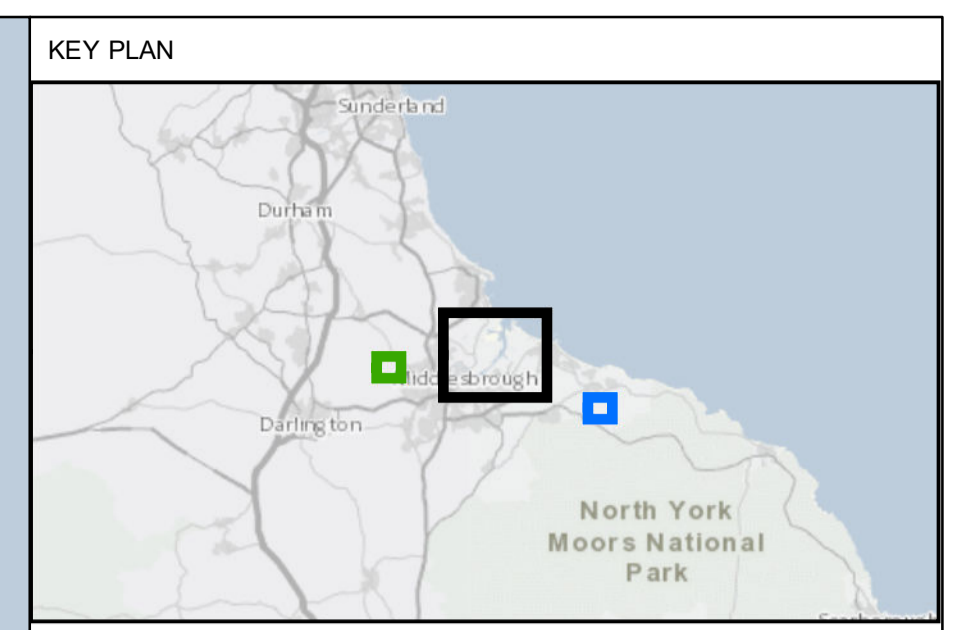 KEY PLAN
Sunderland
Durham
Middlesbrough
Darlington
North York
Moors National
Park